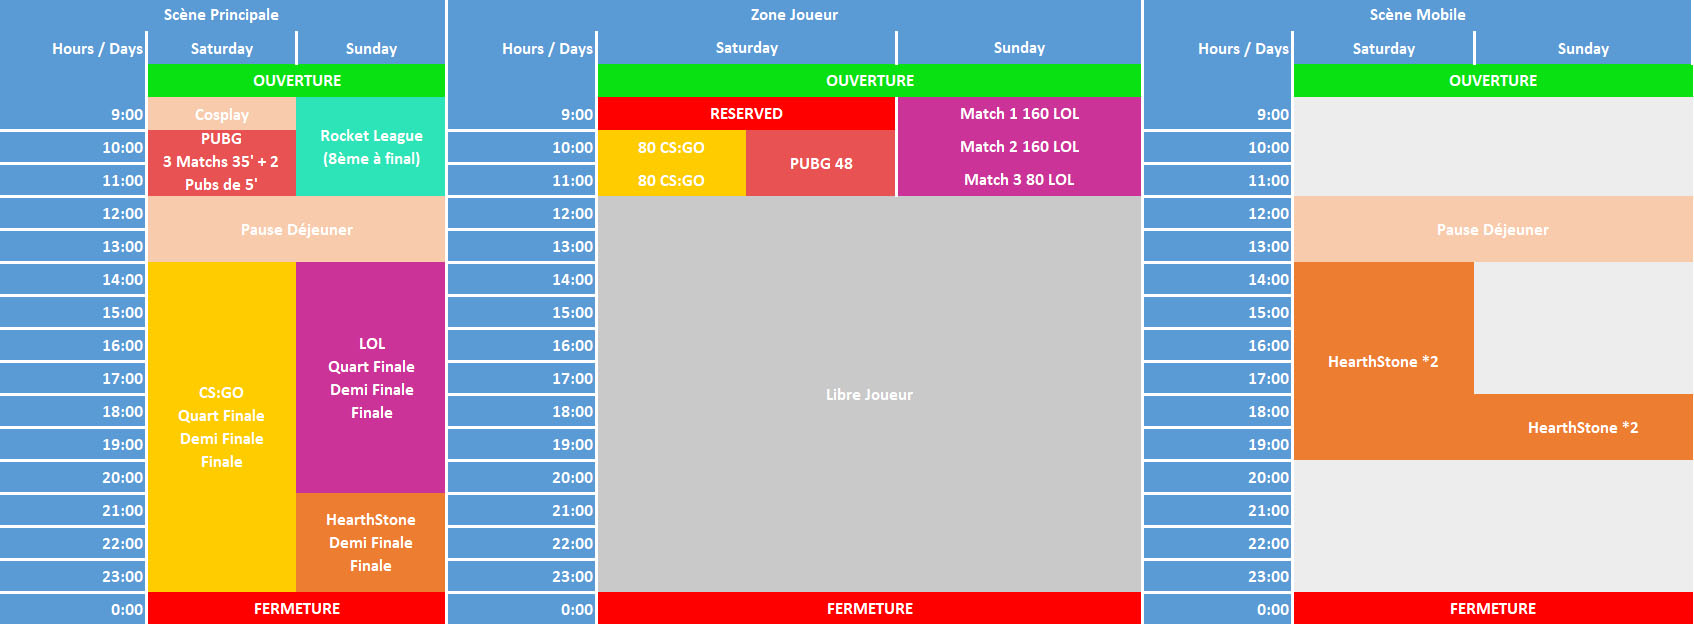 Scène Principale
Hours / Days Saturday Sunday
OUVERTURE
9:00 Cosplay
Rocket League
(8ème à final)
10:00 PUBG
3 Matchs 35' + 2
Pubs de 5'
11:00
12:00
Pause Déjeuner
13:00
14:00
15:00
16:00
17:00
18:00
19:00
20:00
CS:GO
Quart Finale
Demi Finale
Finale
LOL
Quart Finale
Demi Finale
Finale
21:00
22:00
23:00
HearthStone
Demi Finale
Finale
0:00 FERMETURE
Zone Joueur
Hours / Days Saturday Sunday
OUVERTURE
9:00 RESERVED Match 1 160 LOL
10:00 80 CS:GO Match 2 160 LOL
PUBG 48
11:00 80 CS:GO Match 3 80 LOL
12:00
13:00
14:00
15:00
16:00
17:00
Libre Joueur
18:00
19:00
20:00
21:00
22:00
23:00
0:00 FERMETURE
Scène Mobile
Hours / Days Saturday Sunday
OUVERTURE
9:00
10:00
11:00
12:00
Pause Déjeuner
13:00
14:00
15:00
16:00
HearthStone *2
17:00
18:00
HearthStone *2
19:00
20:00
21:00
22:00
23:00
0:00 FERMETURE